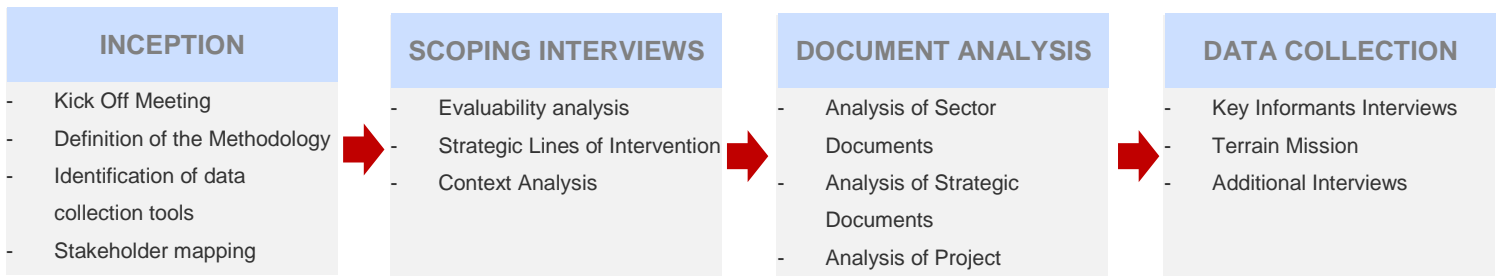 INCEPTION
- Kick Off Meeting
- Definition of the Methodology
- Identification of data
collection tools
- Stakeholder mapping
SCOPING INTERVIEWS
- Evaluability analysis
- Strategic Lines of Intervention
- Context Analysis
DOCUMENT ANALYSIS
- Analysis of Sector
Documents
- Analysis of Strategic
Documents
- Analysis of Project
DATA COLLECTION
- Key Informants Interviews
- Terrain Mission
- Additional Interviews